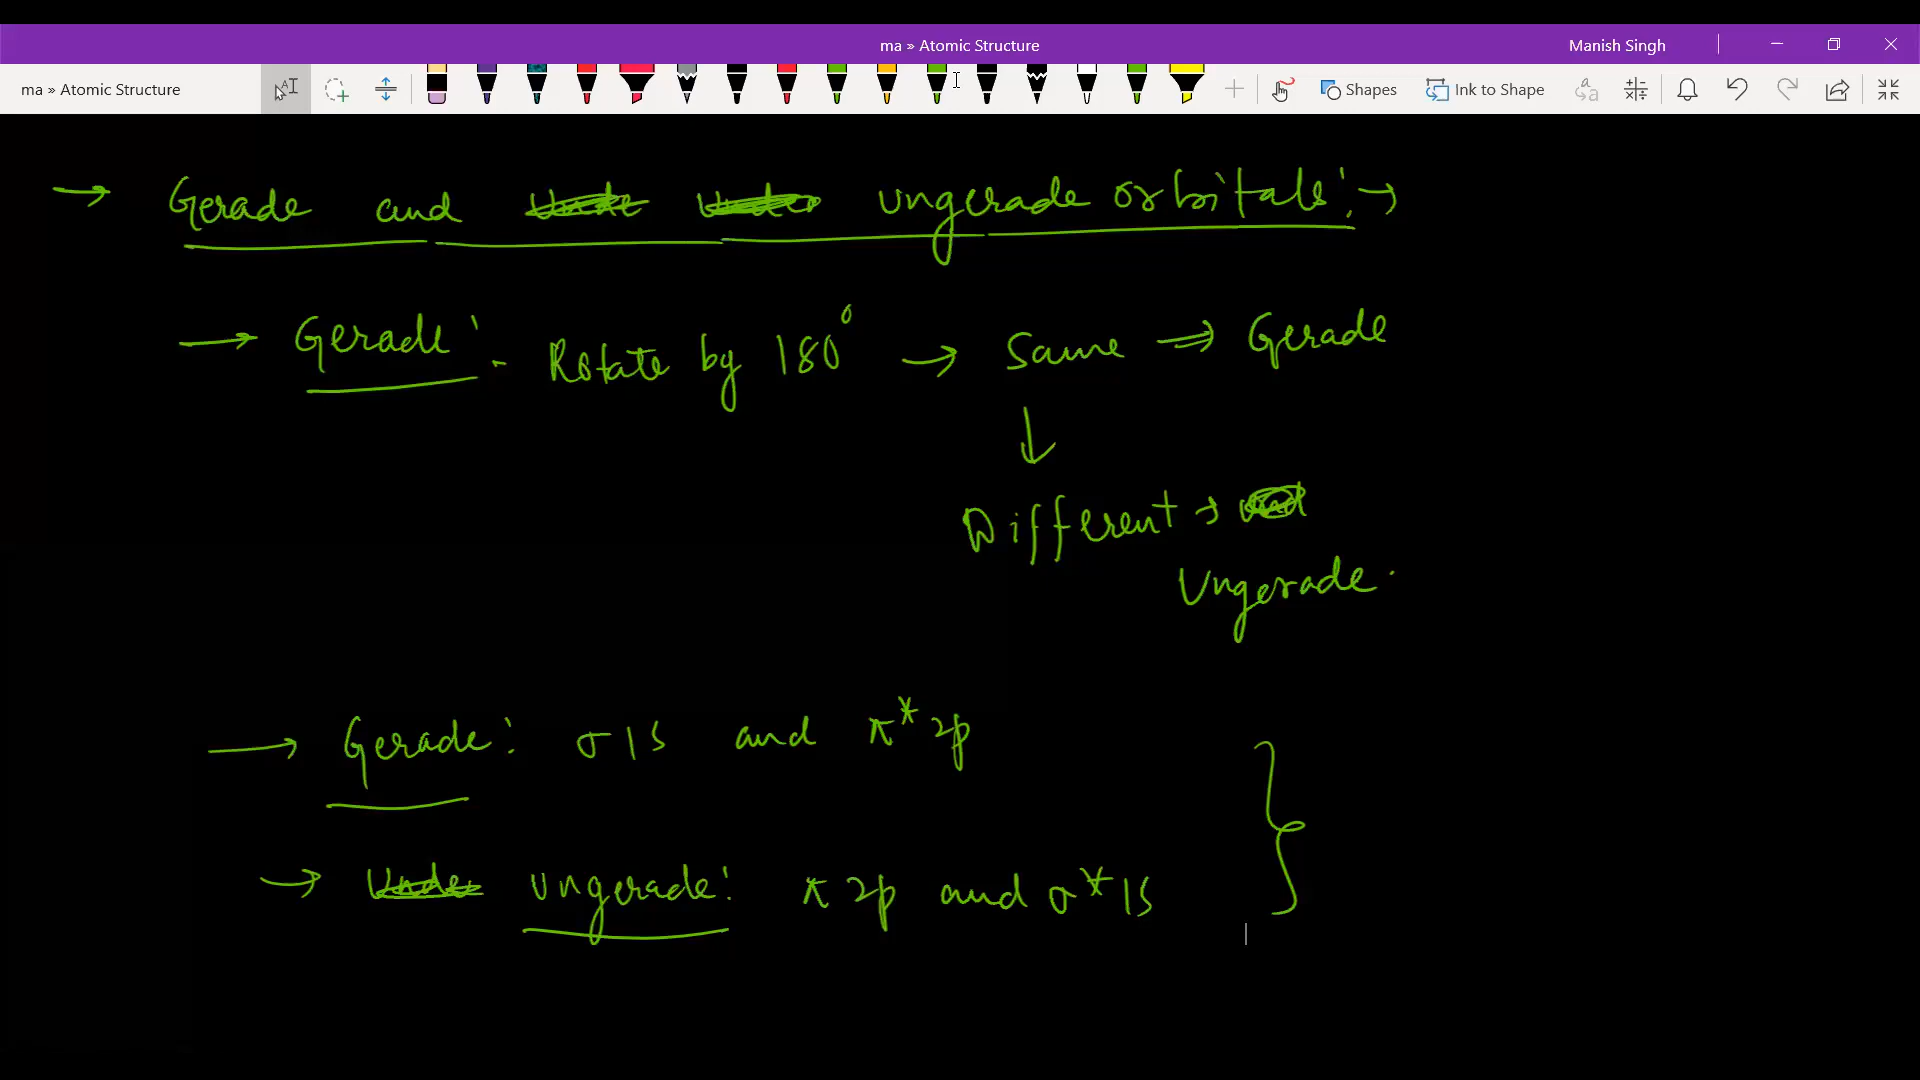 ma » Atomic Structure
Manish Singh
ma » Atomic Structure
Shapes
Ink to Shape
→ Gerade and ungerade orbitals :→
→ Gerade :- Rotate by 180° → Same ⇒ Gerade
↓
Different →
Ungerade.
→ Gerade : σ1s and π*2p
→ Ungerade : π2p and σ*1s